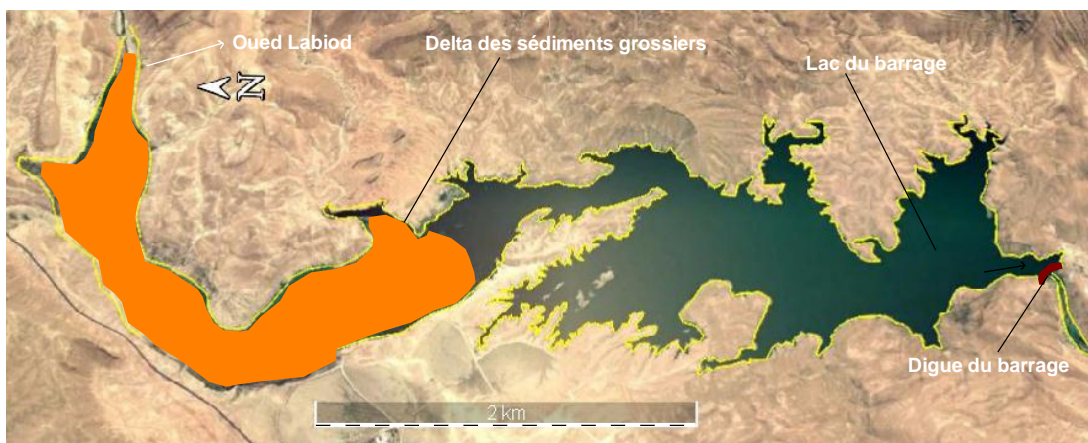 Oued Labiod
Delta des sédiments grossiers
Lac du barrage
N
Digue du barrage
2 km